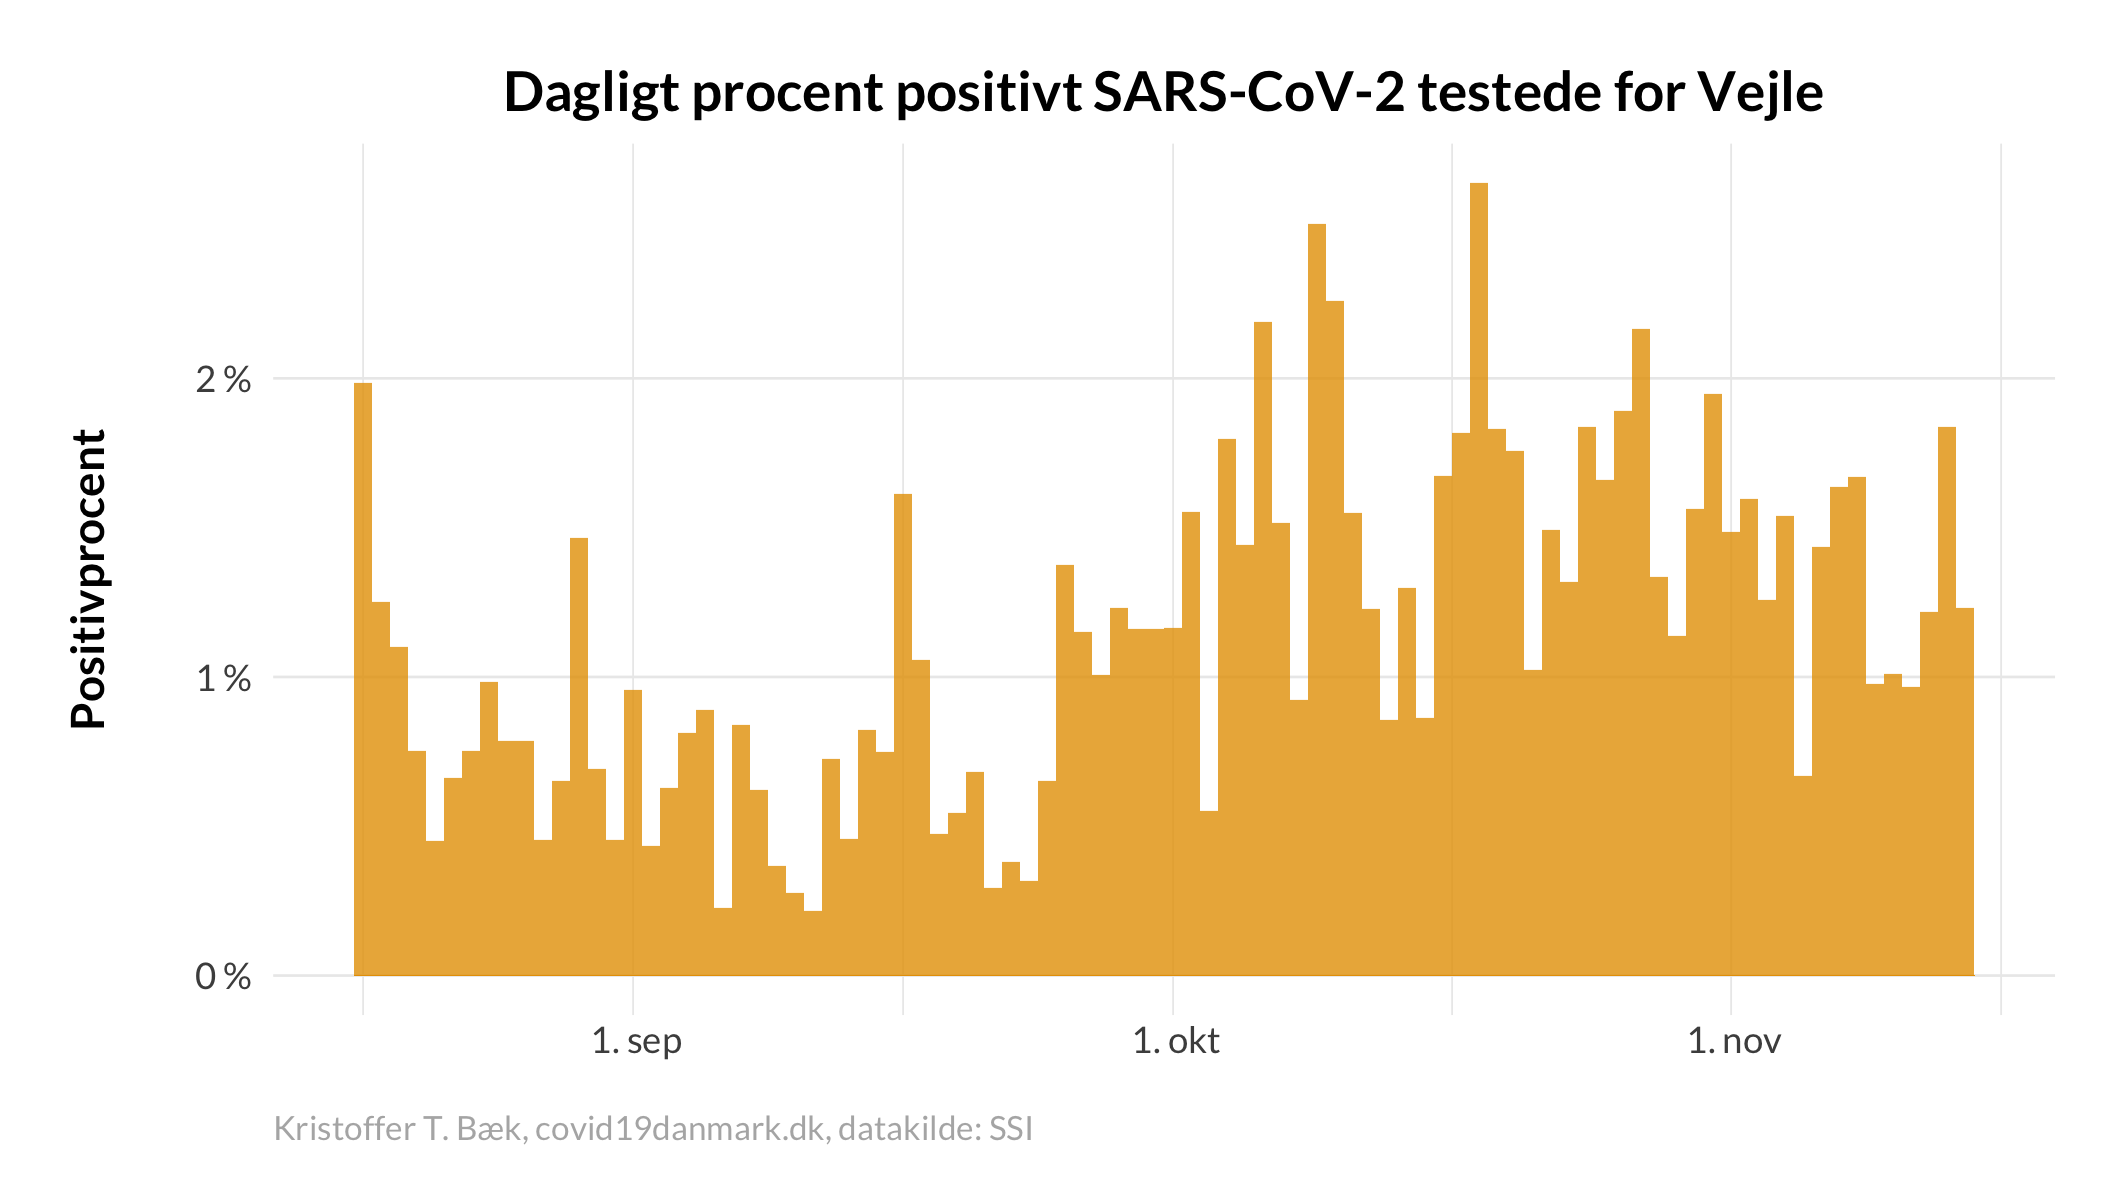 Dagligt procent positivt SARS-CoV-2 testede for Vejle
Positivprocent
2 %
1 %
0 %
1. sep
1. okt
1. nov
Kristoffer T. Bæk, covid19danmark.dk, datakilde: SSI